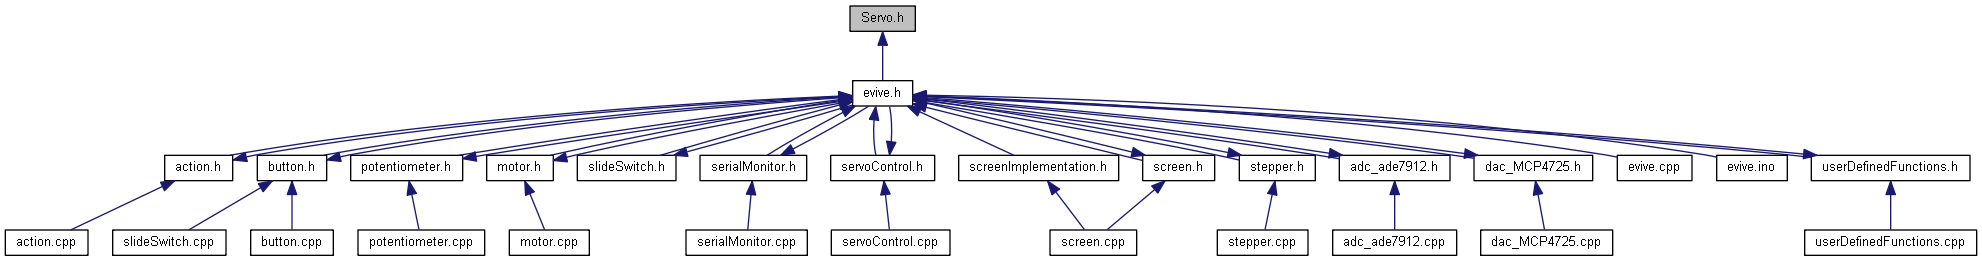 Servo.h
evive.h
action.h
button.h
potentiometer.h
motor.h
slideSwitch.h
serialMonitor.h
servoControl.h
screenImplementation.h
screen.h
stepper.h
adc_ade7912.h
dac_MCP4725.h
evive.cpp
evive.ino
userDefinedFunctions.h
action.cpp
slideSwitch.cpp
button.cpp
potentiometer.cpp
motor.cpp
serialMonitor.cpp
servoControl.cpp
screen.cpp
stepper.cpp
adc_ade7912.cpp
dac_MCP4725.cpp
userDefinedFunctions.cpp